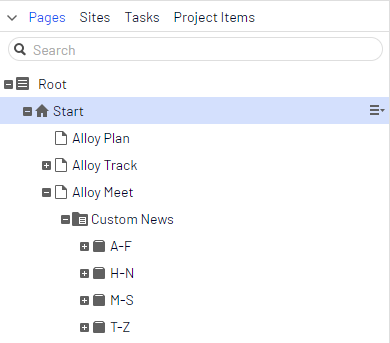 Pages Sites Tasks Project Items
Search
Root
Start
Alloy Plan
Alloy Track
Alloy Meet
Custom News
A-F
H-N
M-S
T-Z